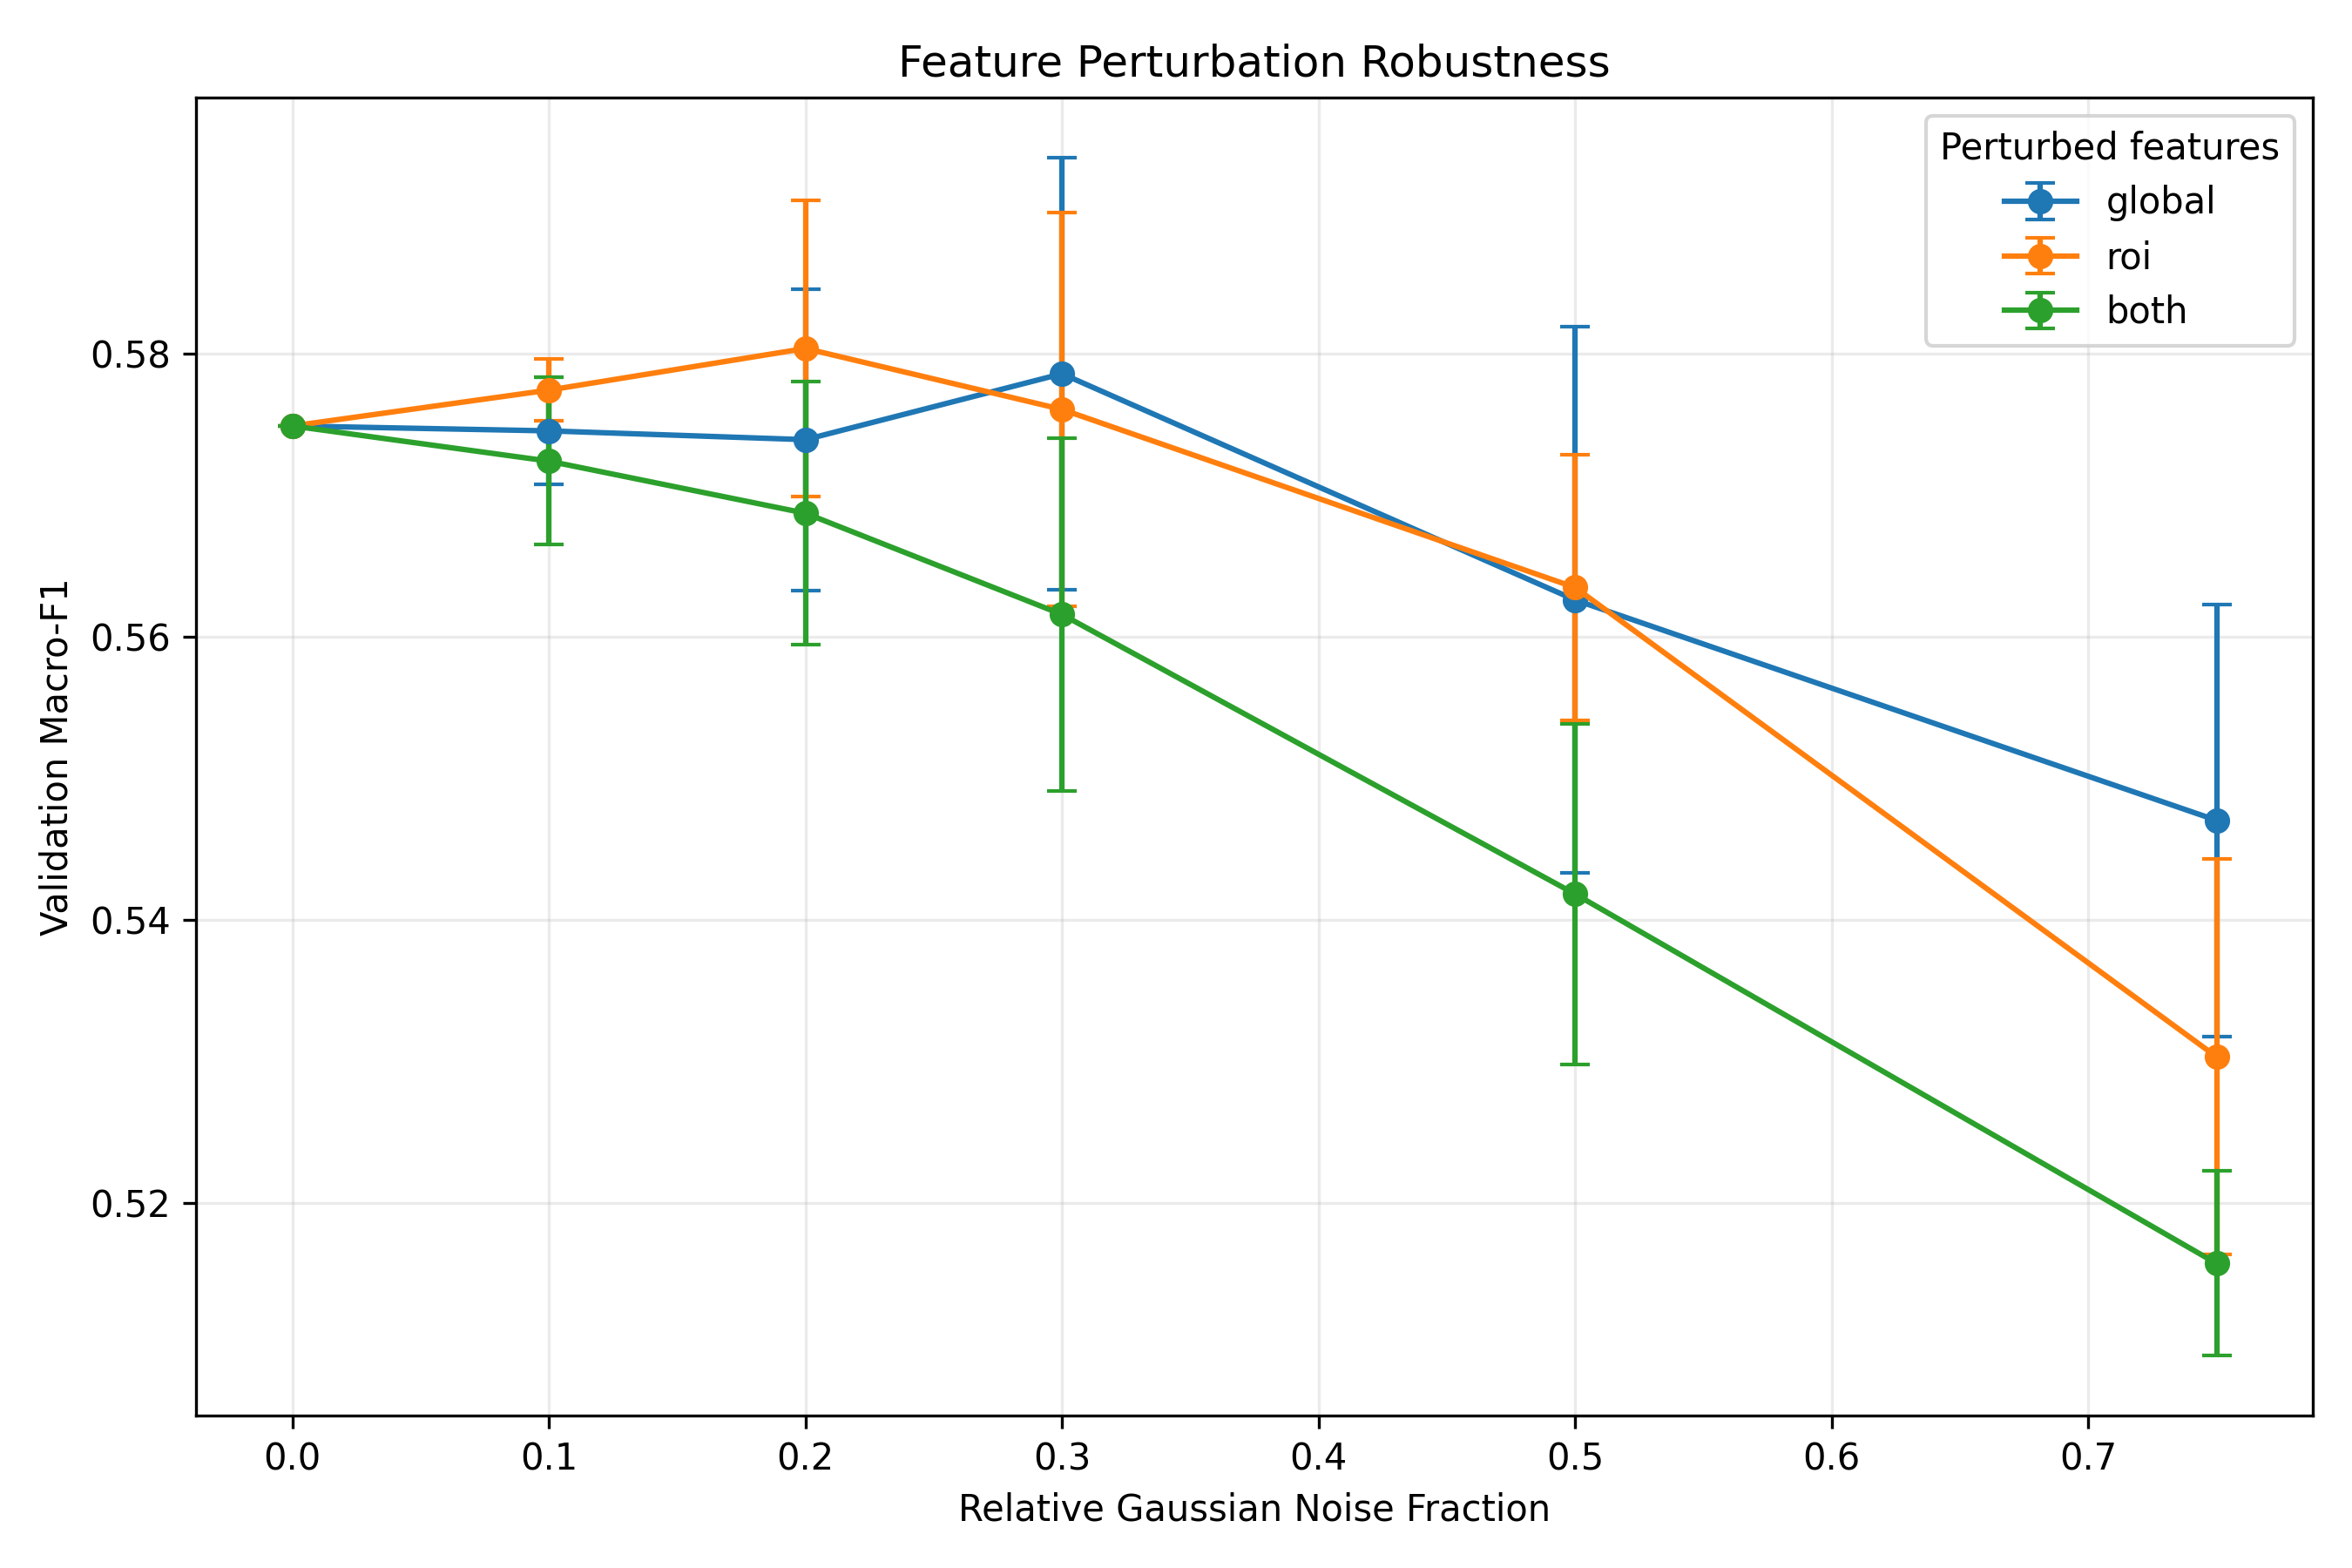 Feature Perturbation Robustness
Perturbed features
global
roi
both
Validation Macro-F1
0.58
0.56
0.54
0.52
0.0 0.1 0.2 0.3 0.4 0.5 0.6 0.7
Relative Gaussian Noise Fraction